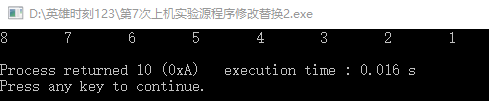 D:\英雄时刻123\第7次上机实验源程序修改替换2.exe
8 7 6 5 4 3 2 1
Process returned 10 (0xA) execution time : 0.016 s
Press any key to continue.